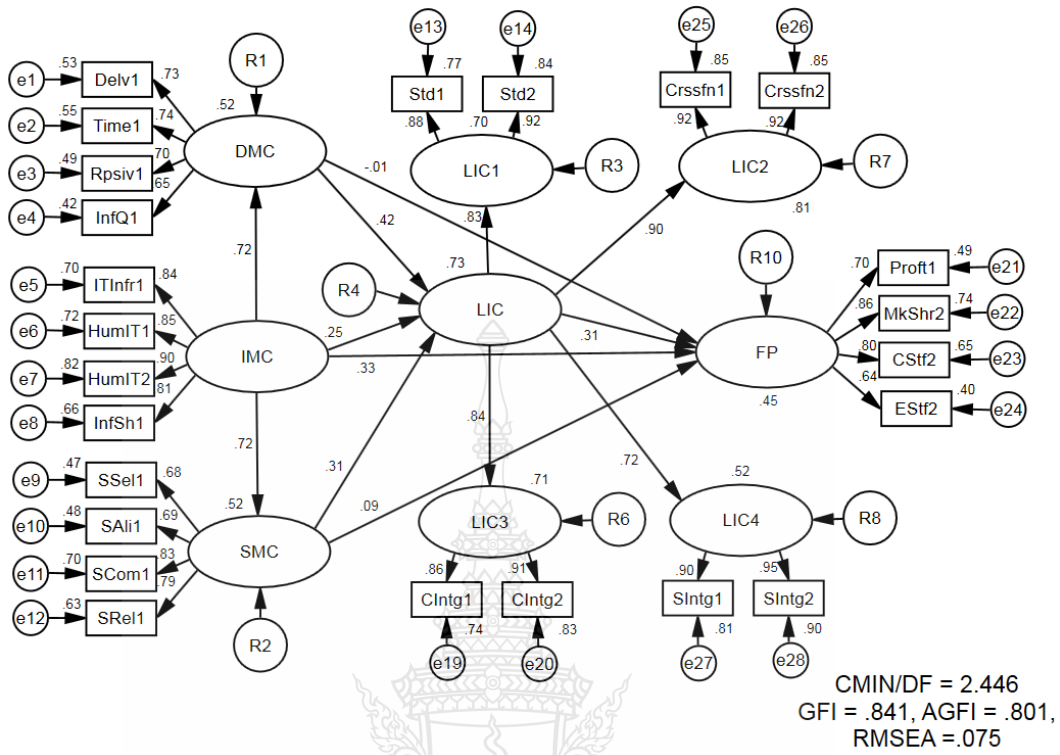 e13
e14
e25
e26
.53
.77
.84
.85
.85
e1
Delv1
.73
R1
Std1
Std2
Crssfn1
Crssfn2
.55
.52
.88
.70
.92
.92
.92
e2
Time1
.74
DMC
-.01
LIC1
R3
LIC2
R7
.49
.70
e3
Rpsiv1
.65
.42
e4
InfQ1
.42
.83
.90
.81
.72
.73
R10
.49
.70
Proft1
e21
.70
.84
R4
LIC
.86
MkShr2
.74
e22
e5
ITInfr1
.72
.85
.25
.31
FP
.80
CStf2
.65
e23
e6
HumIT1
IMC
.33
.82
.90
.64
.40
e7
HumIT2
.81
.45
EStf2
e24
.66
e8
InfSh1
.84
.72
.72
.47
.31
.71
.52
e9
SSel1
.68
.52
.09
.48
LIC3
R6
LIC4
R8
e10
SAli1
.69
SMC
.70
.83
.86
.91
.90
.95
e11
SCom1
.79
CIntg1
CIntg2
SIntg1
SIntg2
.63
e12
SRel1
R2
.74
.83
.81
.90
e19
e20
e27
e28
CMIN/DF = 2.446
GFI = .841, AGFI = .801,
RMSEA =.075